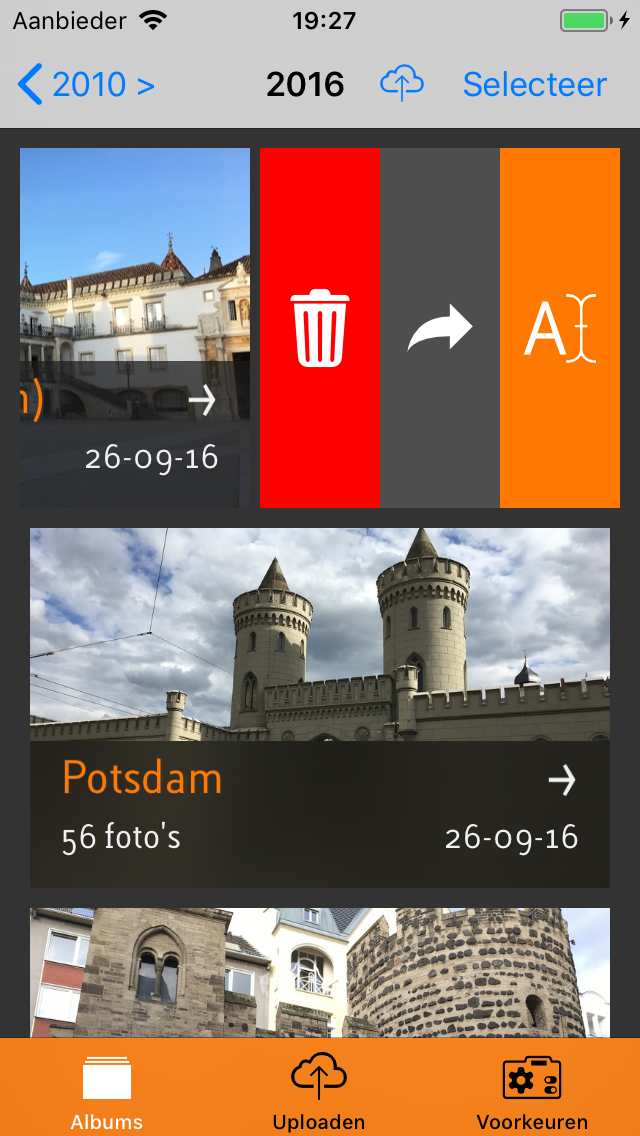 Aanbieder 19:27
2010 > 2016 Selecteer
A
)
26-09-16
Potsdam
56 foto's 26-09-16
Albums Uploaden Voorkeuren